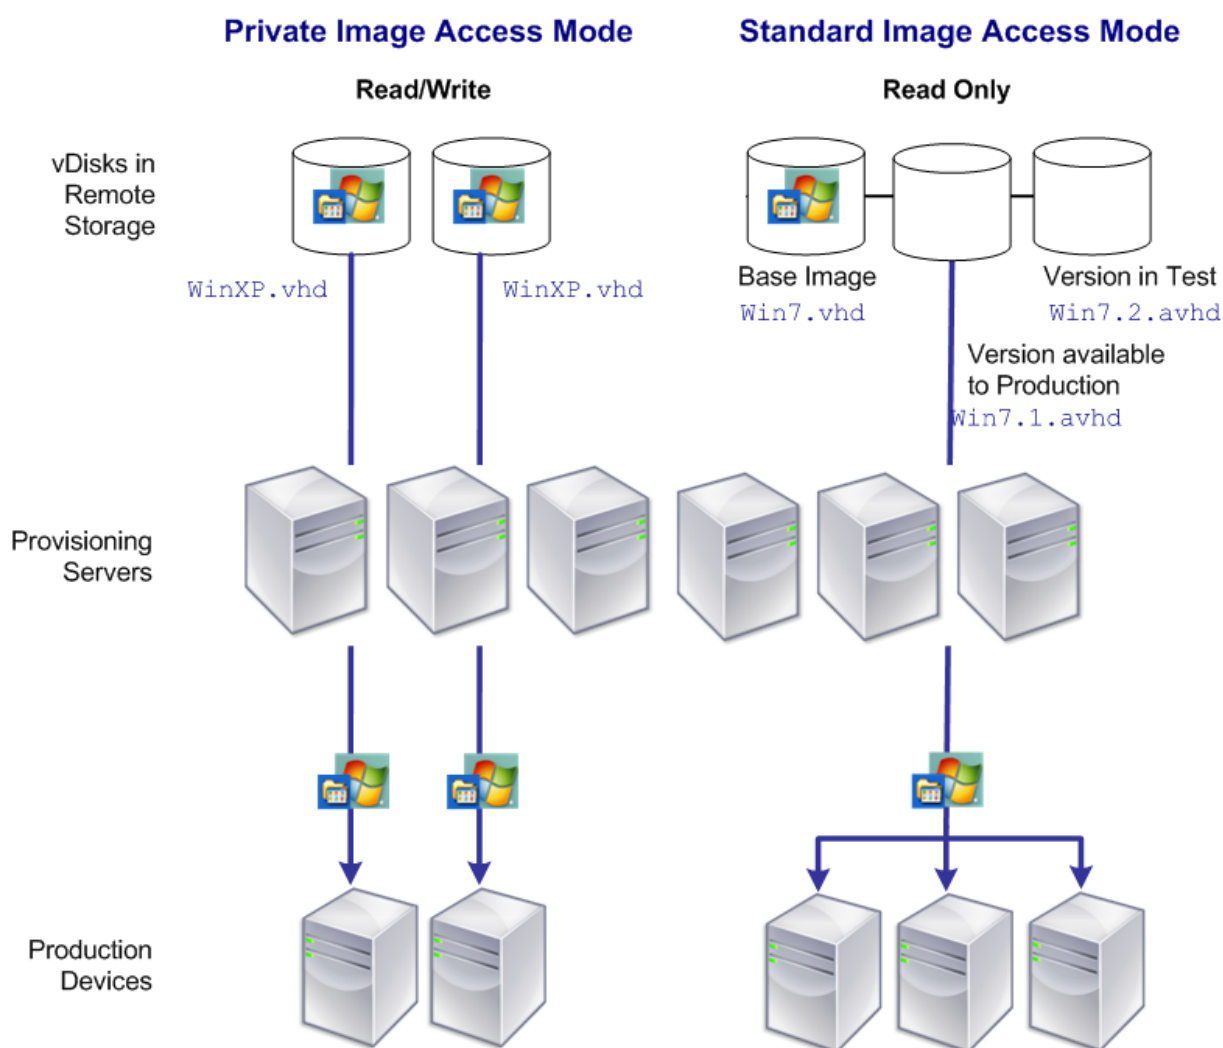 Private Image Access Mode
Standard Image Access Mode
Read/Write
Read Only
vDisks in
Remote
Storage
WinXP.vhd
WinXP.vhd
Base Image
Win7.vhd
Version in Test
Win7.2.avhd
Version available
to Production
Win7.1.avhd
Provisioning
Servers
Production
Devices